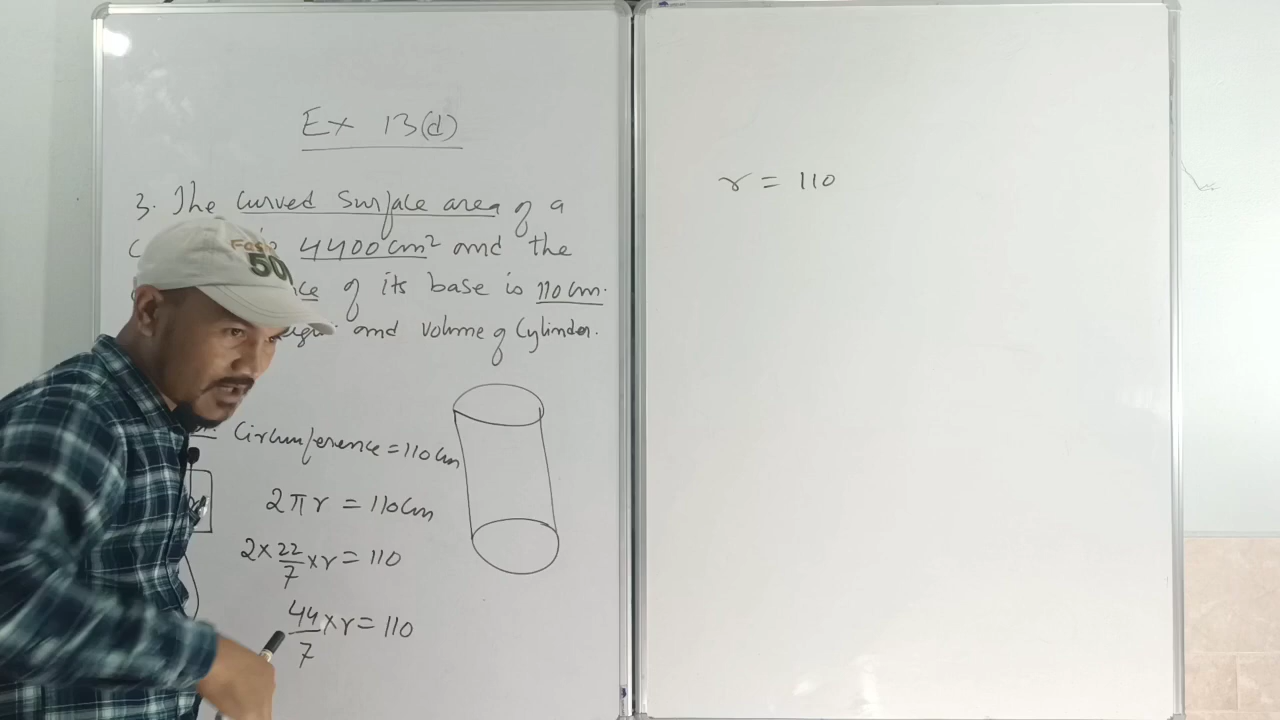 Ex 13(d)
3. The curved surface area of a
4400 cm² and the
of its base is 110 cm.
and volume of Cylinder.
Circumference = 110 cm
2πr = 110 cm
2 × 22/7 × r = 110
44/7 × r = 110
r = 110
50